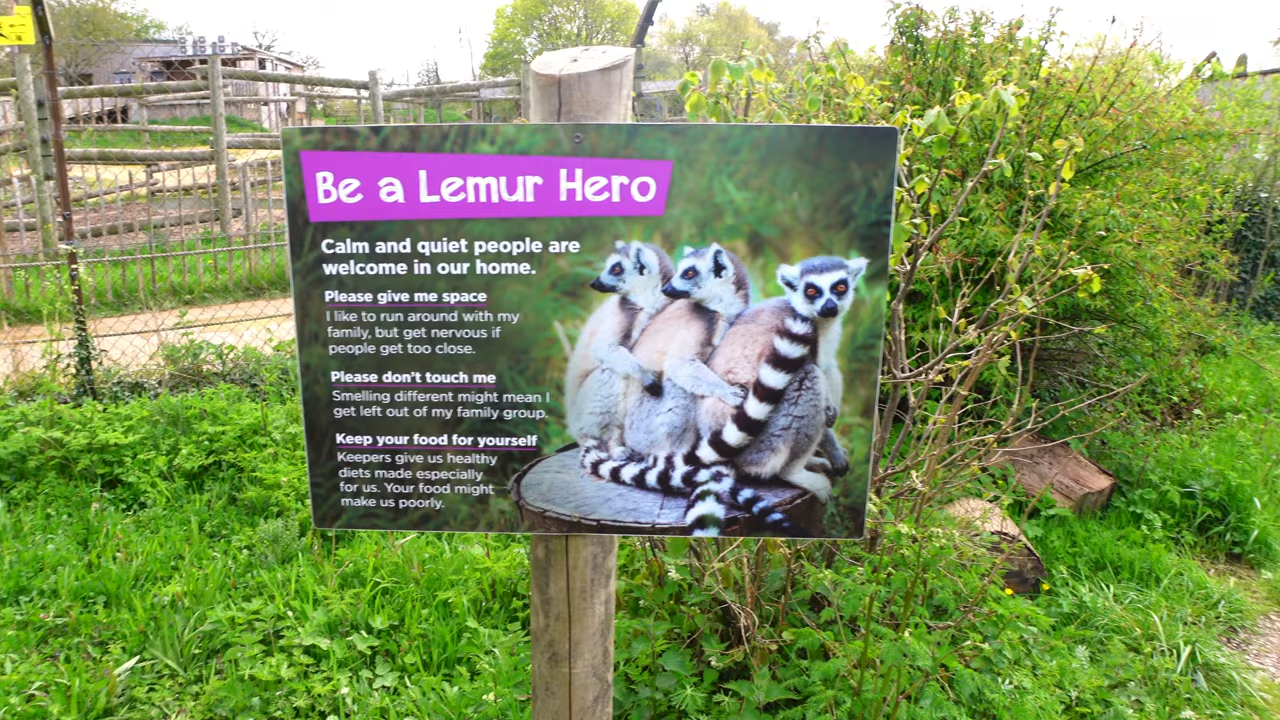 Be a Lemur Hero
Calm and quiet people are
welcome in our home.
Please give me space
I like to run around with my
family, but get nervous if
people get too close.
Please don't touch me
Smelling different might mean I
get left out of my family group.
Keep your food for yourself
Keepers give us healthy
diets made especially
for us. Your food might
make us poorly.